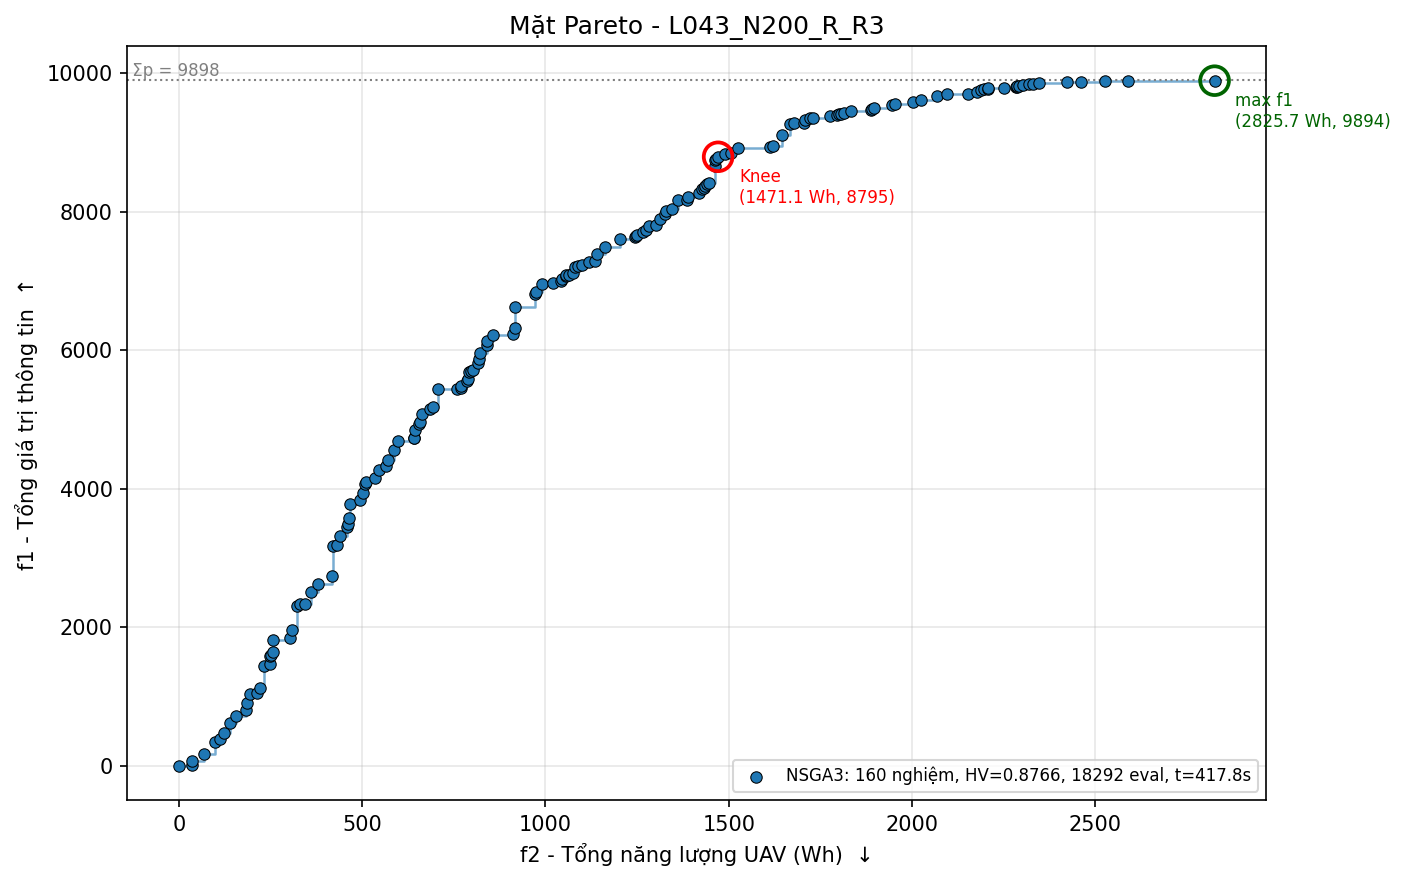 Mặt Pareto - L043_N200_R_R3
f1 - Tổng giá trị thông tin ↑
10000
8000
6000
4000
2000
0
Σp = 9898
max f1
(2825.7 Wh, 9894)
Knee
(1471.1 Wh, 8795)
NSGA3: 160 nghiệm, HV=0.8766, 18292 eval, t=417.8s
0 500 1000 1500 2000 2500
f2 - Tổng năng lượng UAV (Wh) ↓